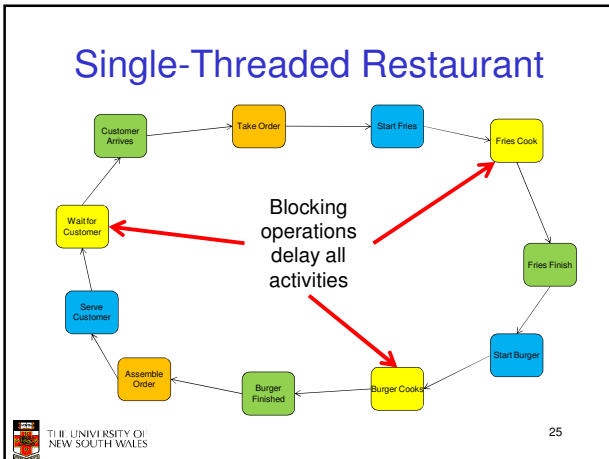 Single-Threaded Restaurant
Customer
Arrives
Take Order
Start Fries
Fries Cook
Wait for
Customer
Blocking
operations
delay all
activities
Fries Finish
Serve
Customer
Start Burger
Assemble
Order
Burger
Finished
Burger Cooks
THE UNIVERSITY OF
NEW SOUTH WALES
25